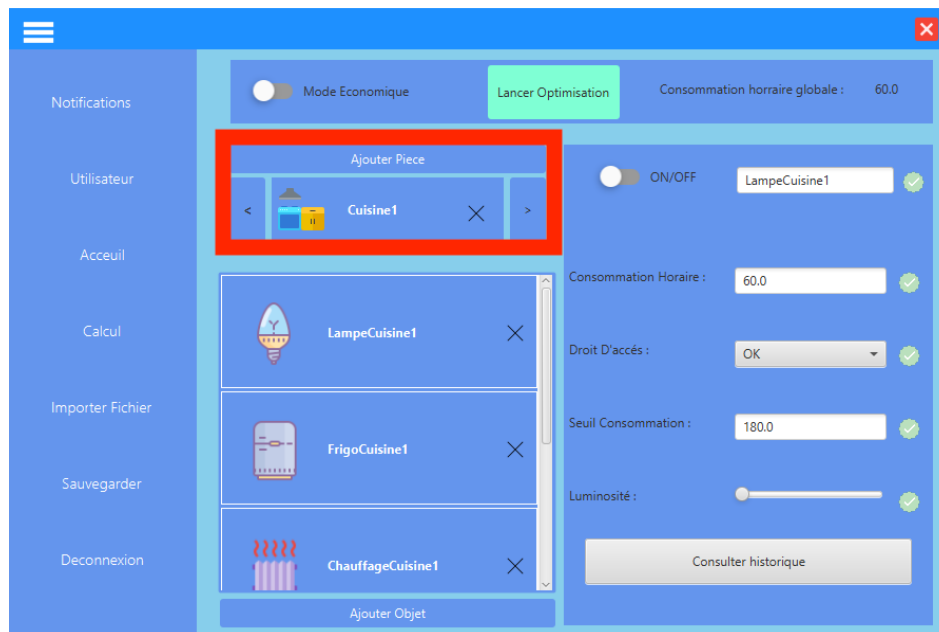 Notifications
Utilisateur
Acceuil
Calcul
Importer Fichier
Sauvegarder
Deconnexion
Mode Economique
Lancer Optimisation
Consommation horraire globale : 60.0
Ajouter Piece
< Cuisine1 >
LampeCuisine1
FrigoCuisine1
ChauffageCuisine1
Ajouter Objet
ON/OFF LampeCuisine1
Consommation Horaire : 60.0
Droit D'accés : OK
Seuil Consommation : 180.0
Luminosité :
Consulter historique